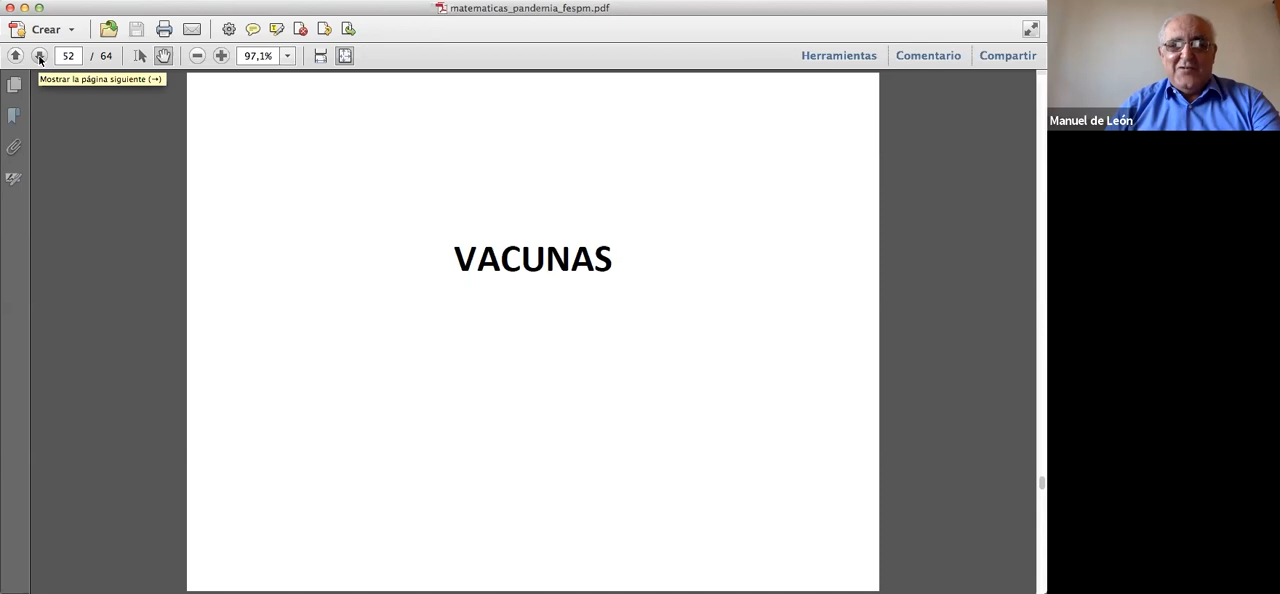 matematicas_pandemia_fespm.pdf
Crear
52 / 64
97,1%
Herramientas
Comentario
Compartir
Mostrar la página siguiente (→)
VACUNAS
Manuel de León